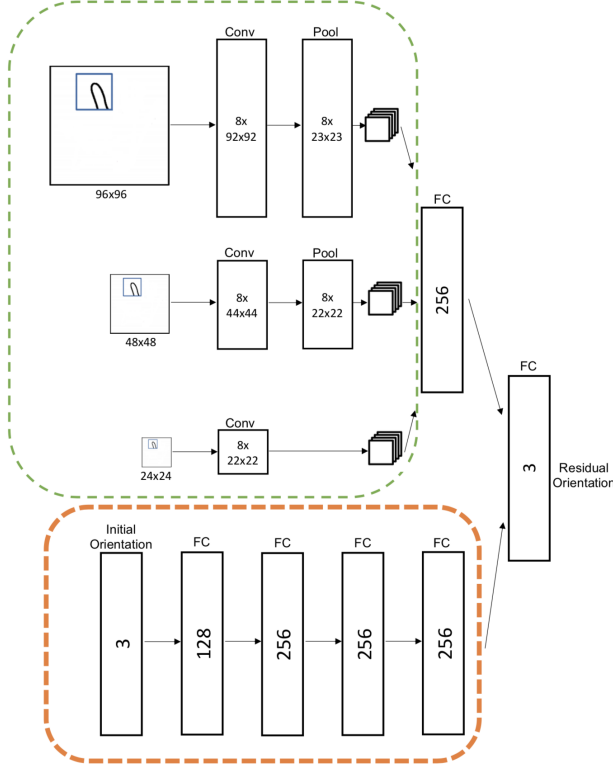 Conv
Pool
8x
92x92
8x
23x23
96x96
FC
Conv
Pool
8x
44x44
8x
22x22
256
48x48
FC
Conv
8x
22x22
24x24
3
Residual
Orientation
Initial
Orientation
FC
FC
FC
FC
3
128
256
256
256